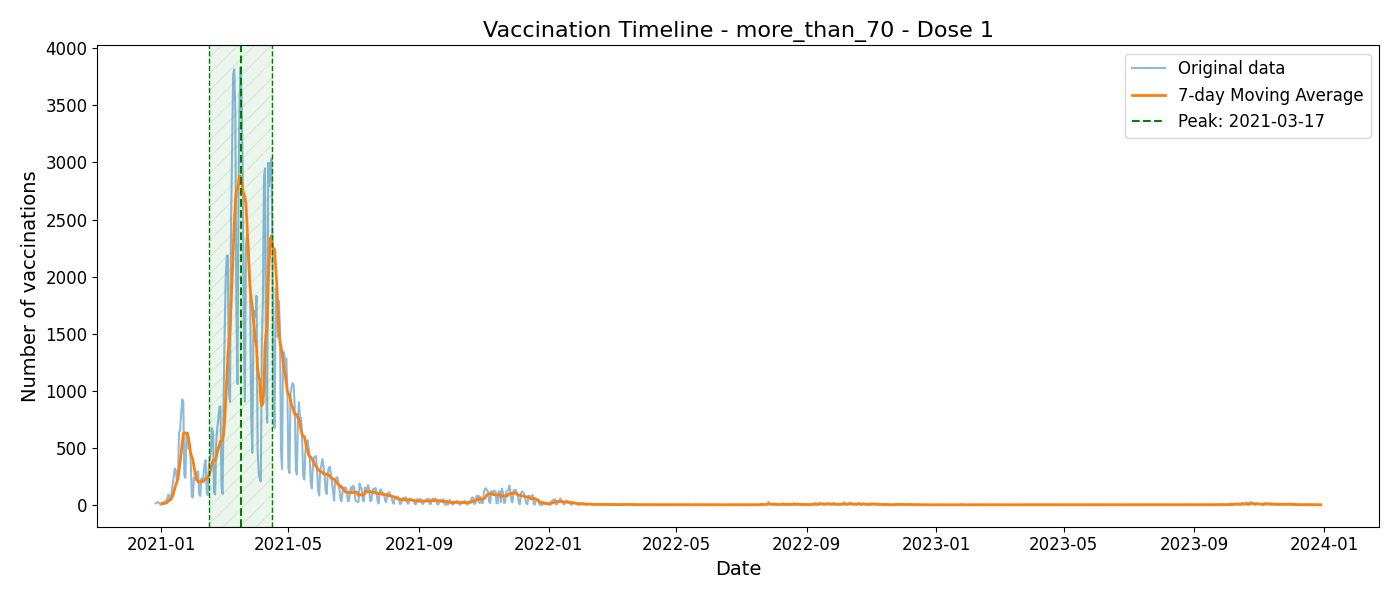 Vaccination Timeline - more_than_70 - Dose 1
Number of vaccinations
4000
3500
3000
2500
2000
1500
1000
500
0
Original data
7-day Moving Average
Peak: 2021-03-17
2021-01 2021-05 2021-09 2022-01 2022-05 2022-09 2023-01 2023-05 2023-09 2024-01
Date